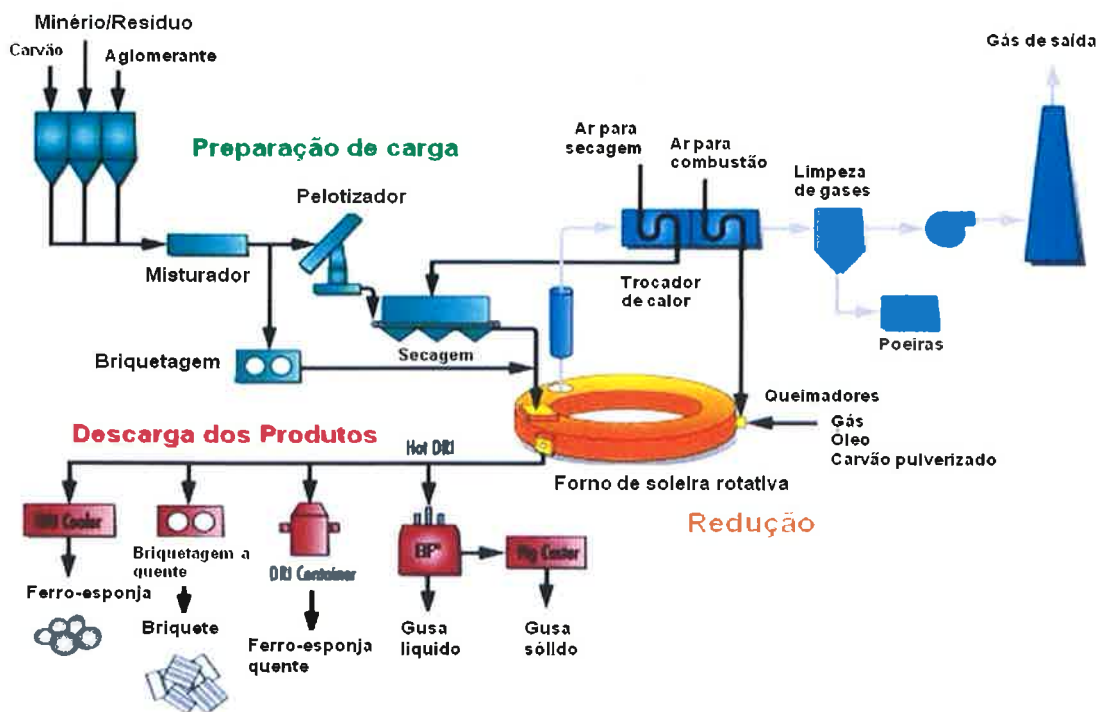 Minério/Resíduo
Carvão
Aglomerante
Gás de saída
Preparação de carga
Ar para
secagem
Ar para
combustão
Limpeza
de gases
Pelotizador
Misturador
Trocador
de calor
Poeiras
Briquetagem
Secagem
Queimadores
Gás
Óleo
Carvão pulverizado
Descarga dos Produtos
Hot DRI
Forno de soleira rotativa
Redução
Cooler
Pig Caster
Briquetagem a
quente
DRI Container
Ferro-esponja
Briquete
Ferro-esponja
quente
Gusa
líquido
Gusa
sólido